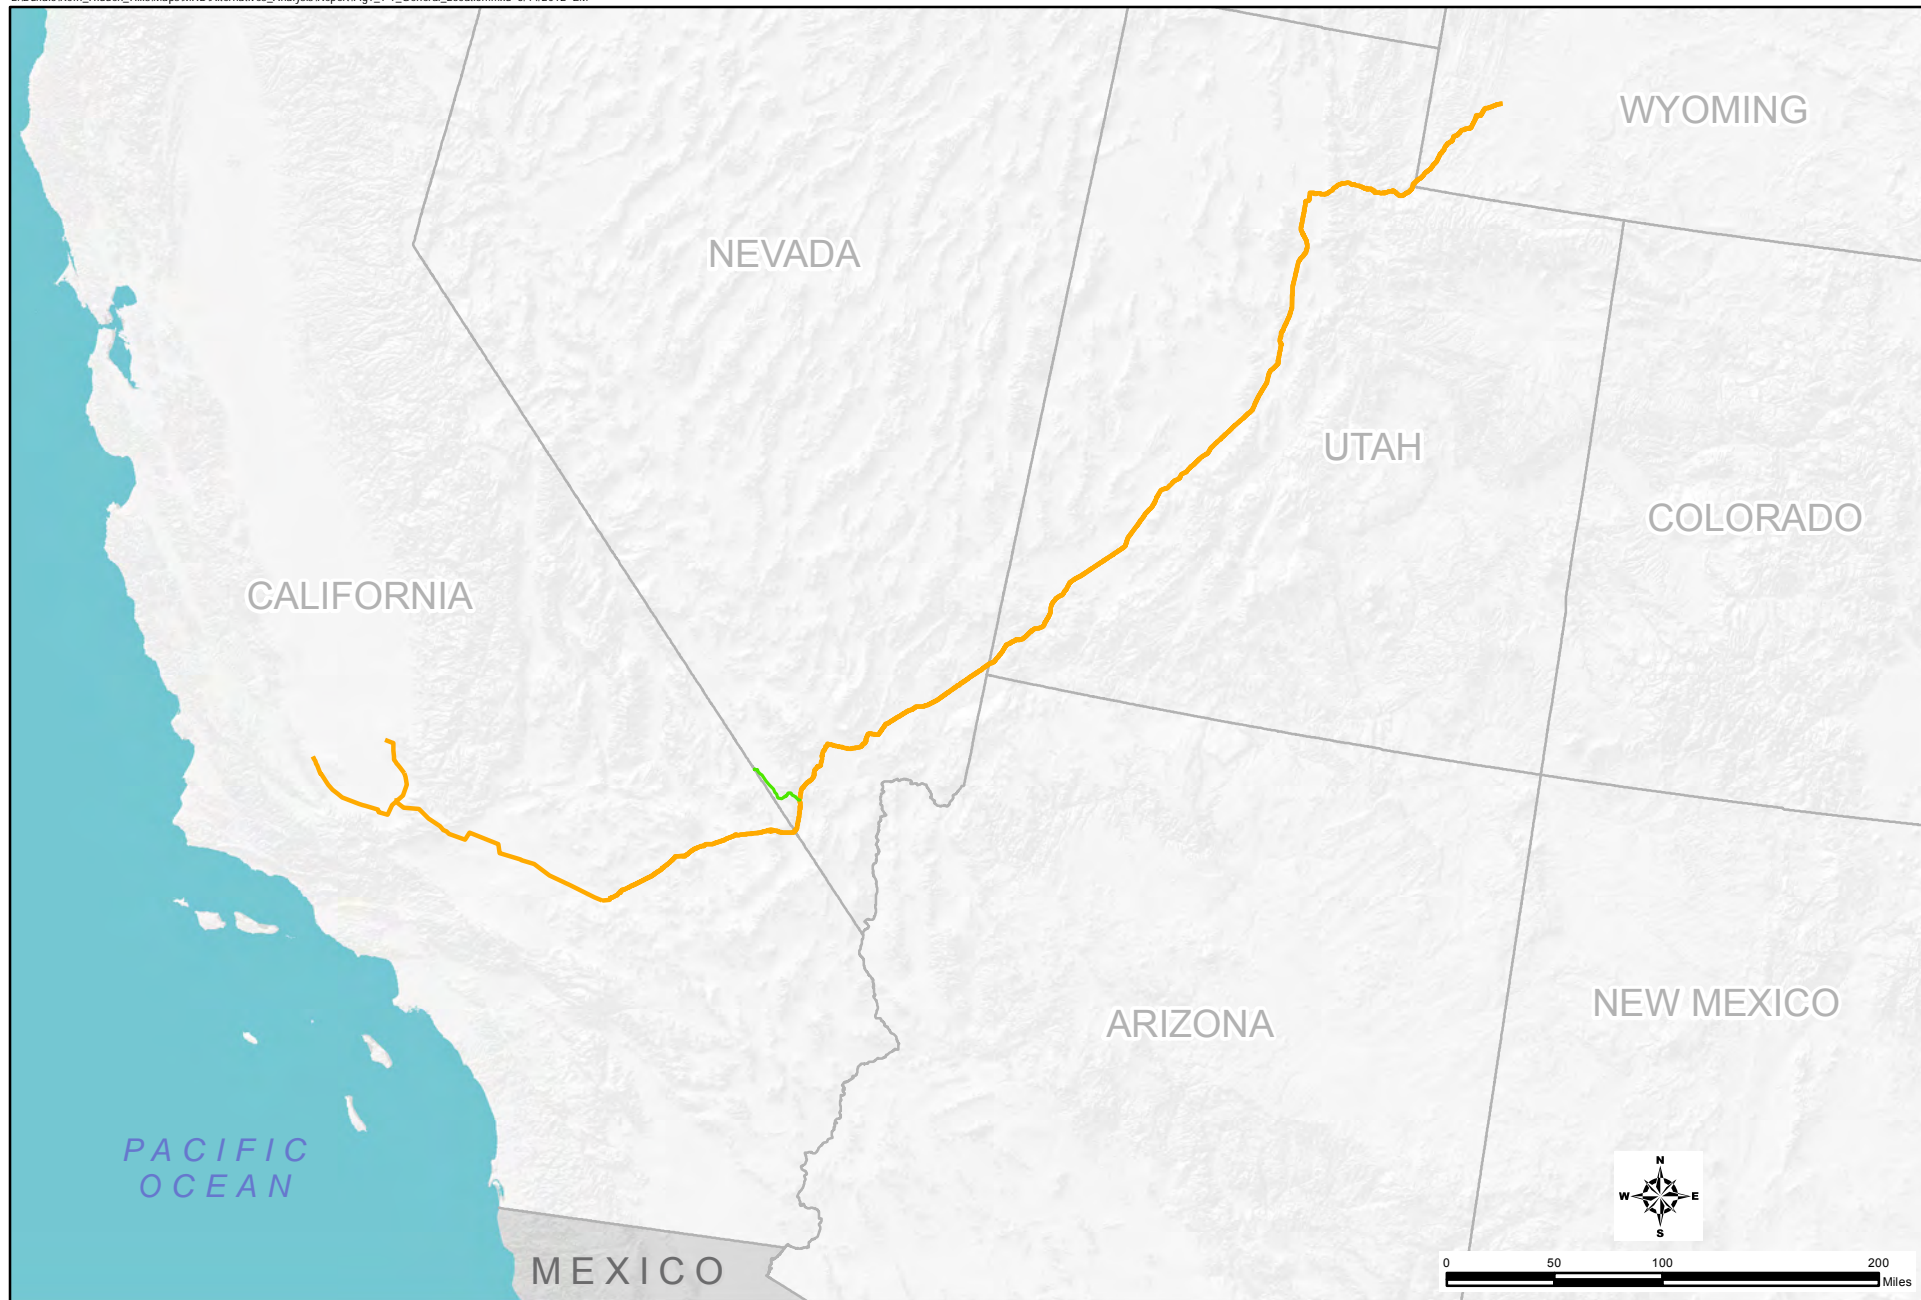 WYOMING
NEVADA
UTAH
COLORADO
CALIFORNIA
NEW MEXICO
ARIZONA
PACIFIC
OCEAN
N
W E
S
MEXICO
0 50 100 200
Miles